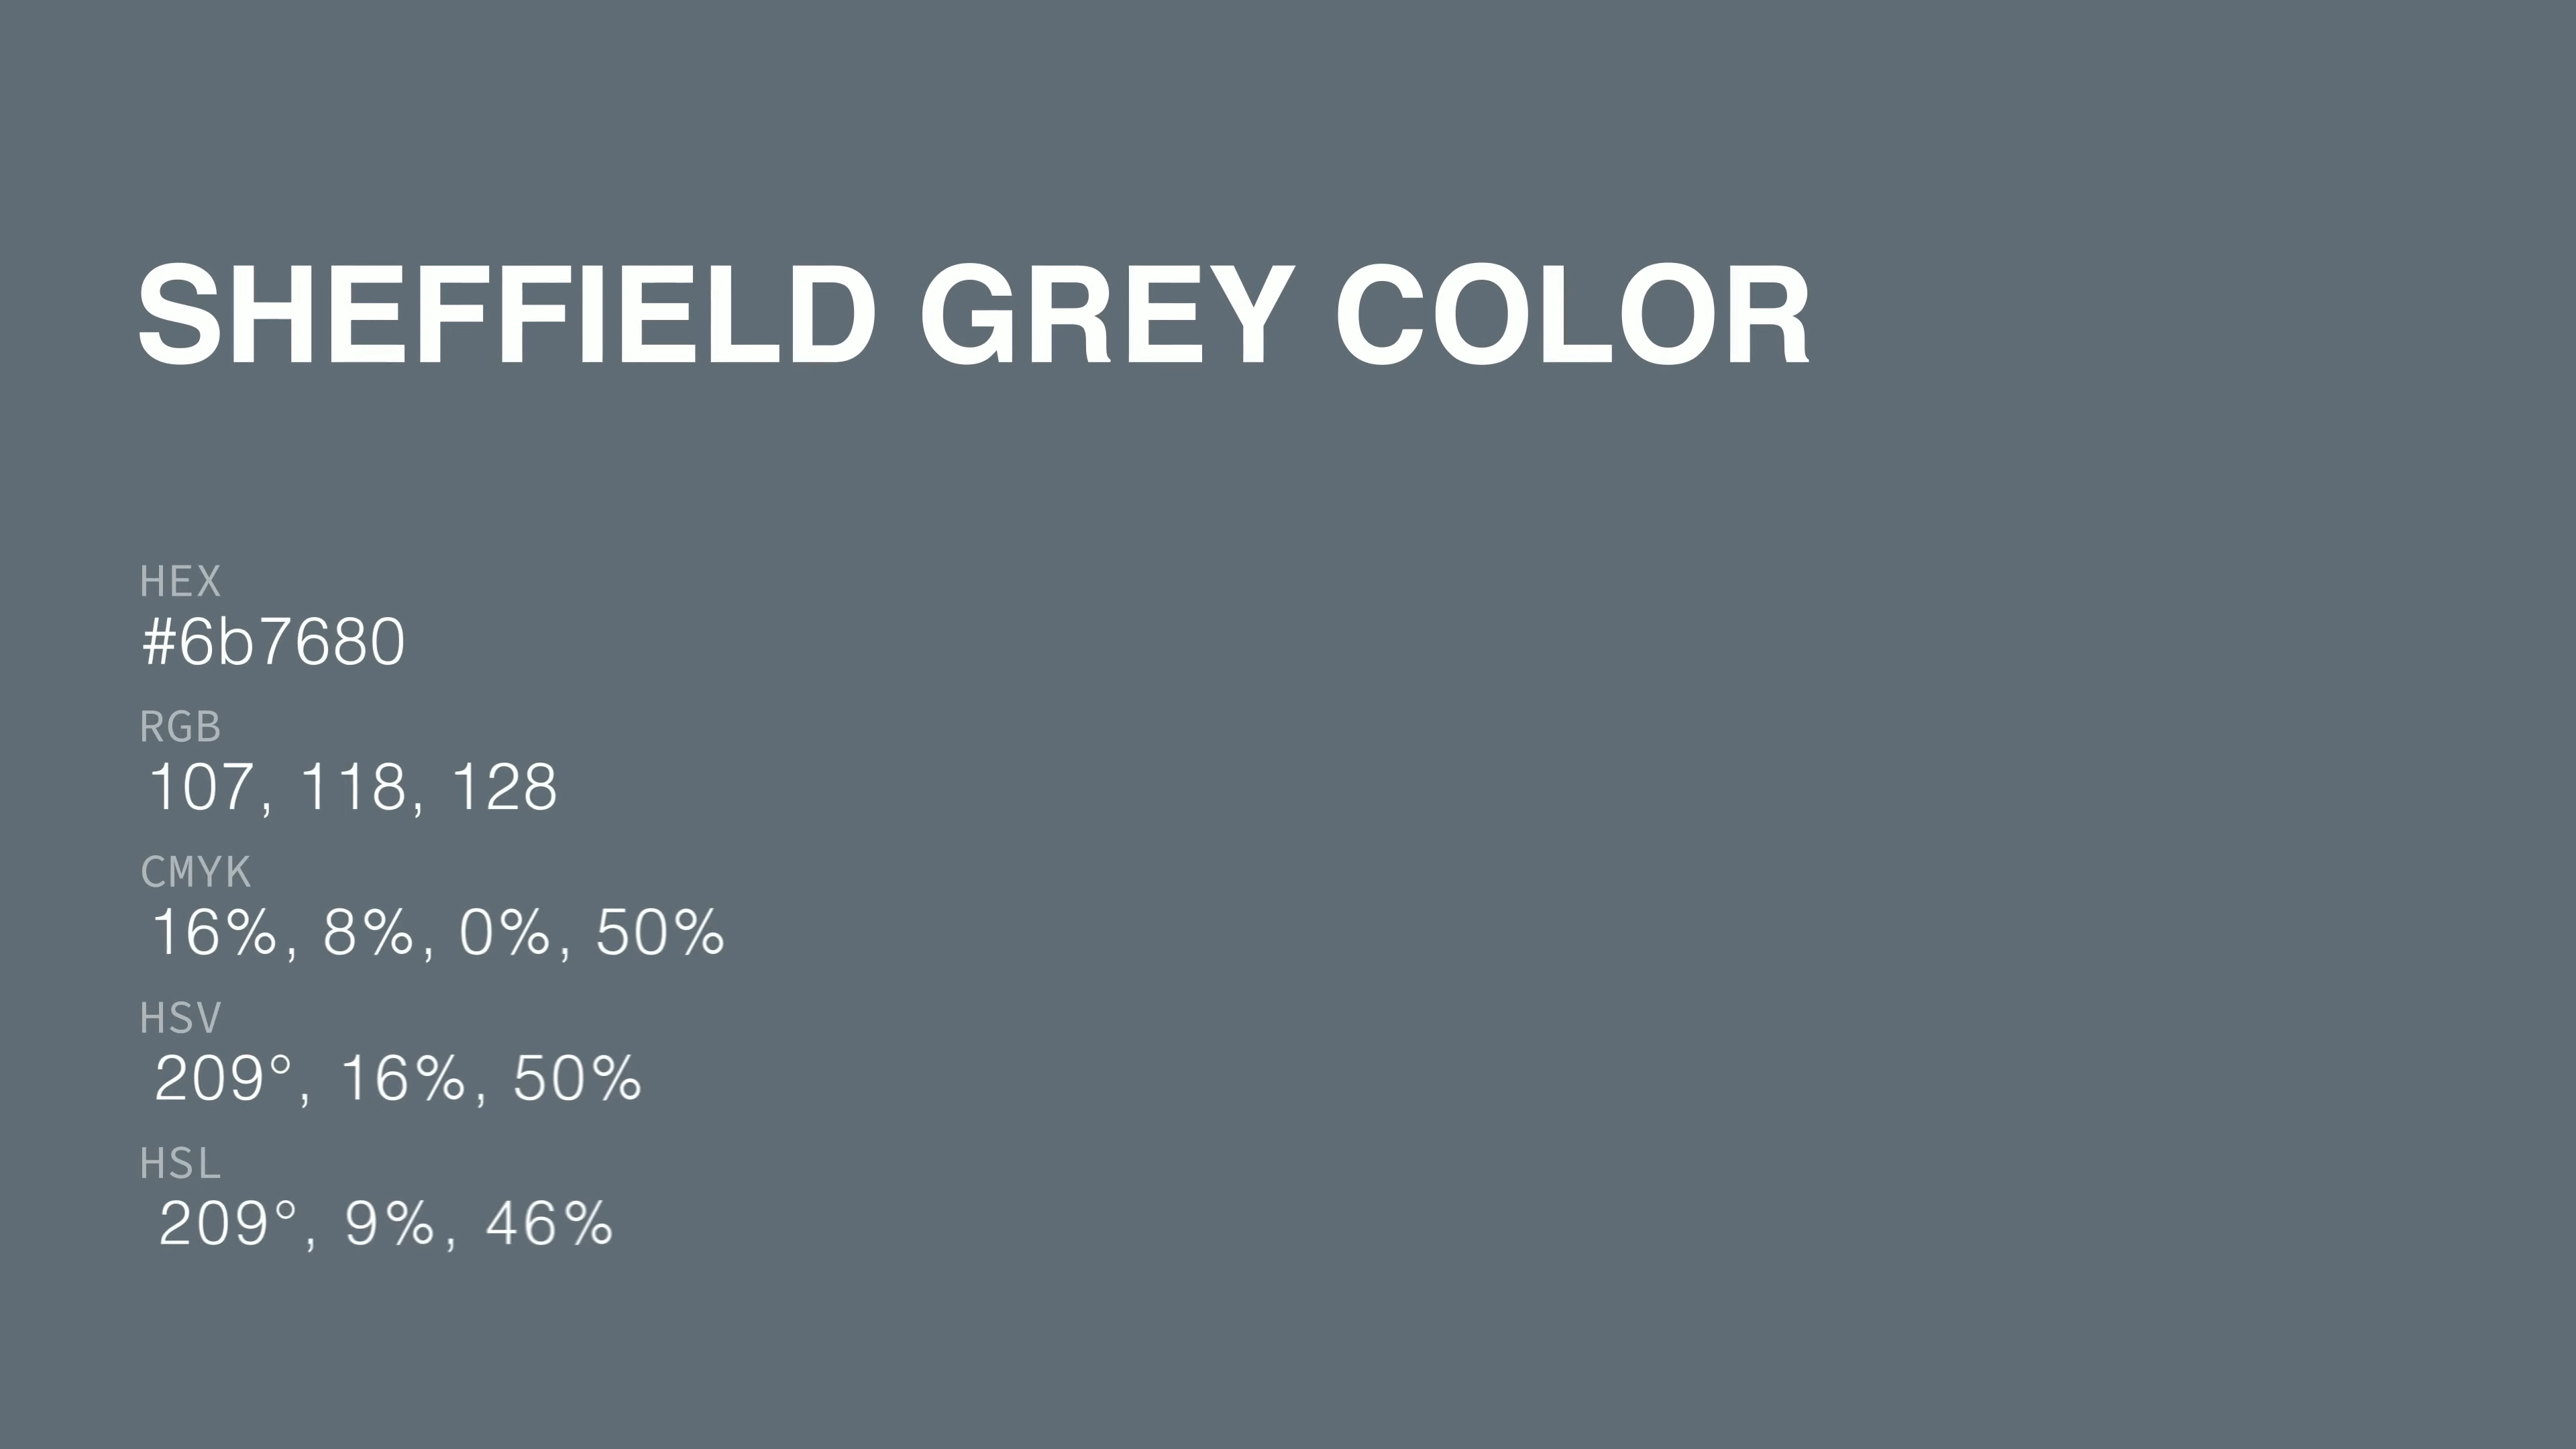 SHEFFIELD GREY COLOR
HEX
#6b7680
RGB
107, 118, 128
CMYK
16%, 8%, 0%, 50%
HSV
209°, 16%, 50%
HSL
209°, 9%, 46%